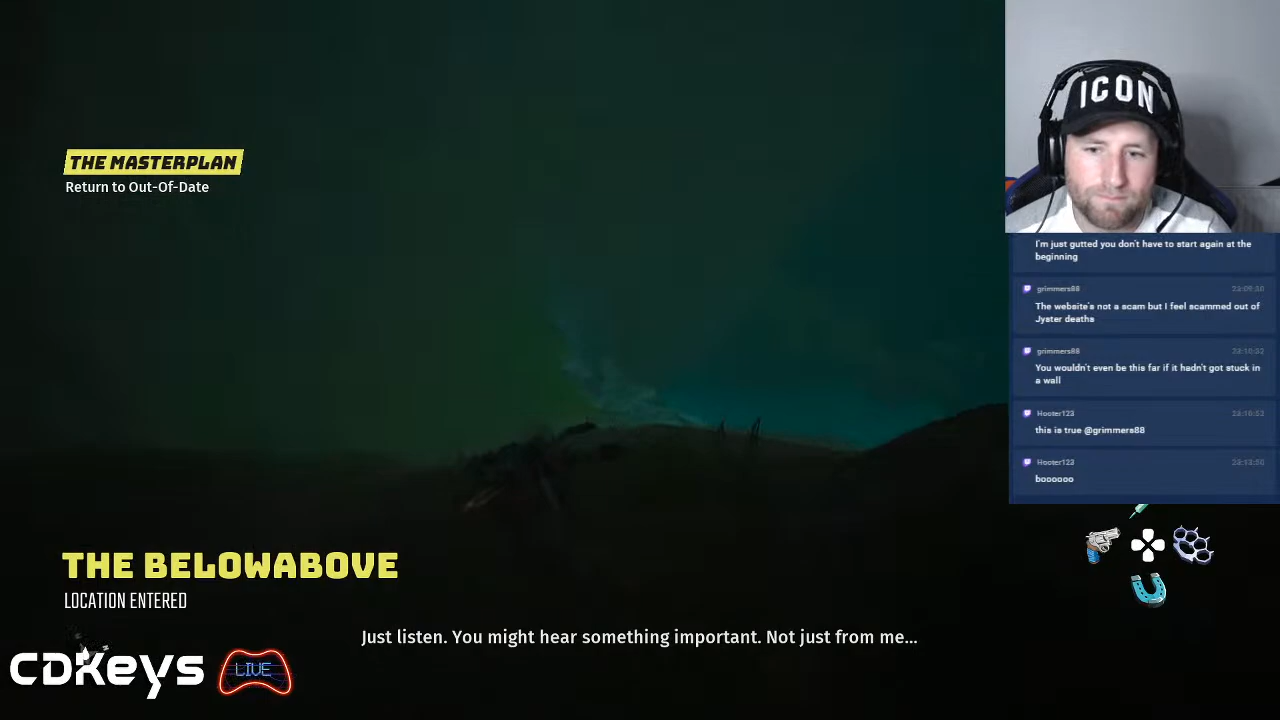 THE MASTERPLAN
Return to Out-Of-Date
ICON
I'm just gutted you don't have to start again at the
beginning
grimmers88
The website's not a scam but I feel scammed out of
Jyster deaths
grimmers88
You wouldn't even be this far if it hadn't got stuck in
a wall
Hooter123
this is true @grimmers88
Hooter123
boooooo
THE BELOWABOVE
LOCATION ENTERED
Just listen. You might hear something important. Not just from me...
CDKeys
LIVE